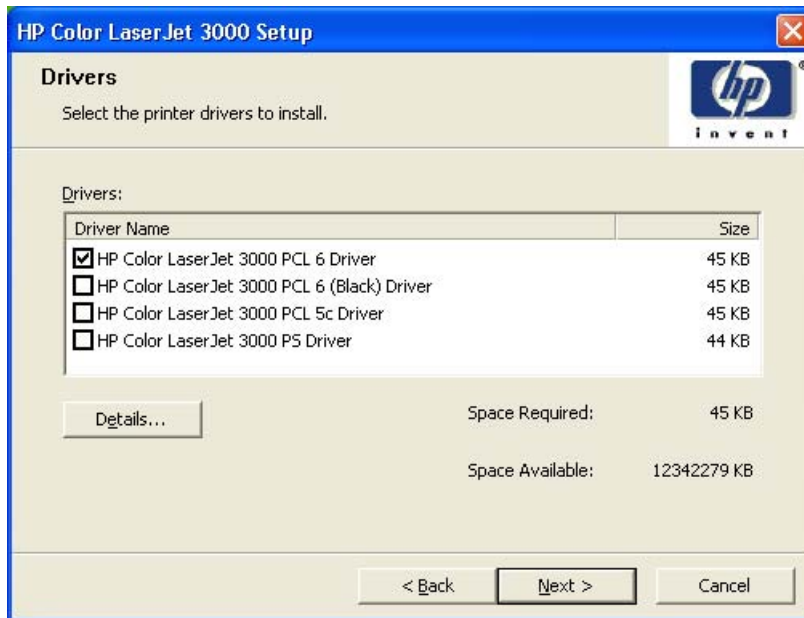 HP Color LaserJet 3000 Setup
Drivers
Select the printer drivers to install.
hp ®
invent
Drivers:
Driver Name Size
HP Color LaserJet 3000 PCL 6 Driver 45 KB
HP Color LaserJet 3000 PCL 6 (Black) Driver 45 KB
HP Color LaserJet 3000 PCL 5c Driver 45 KB
HP Color LaserJet 3000 PS Driver 44 KB
Details... Space Required: 45 KB
Space Available: 12342279 KB
< Back Next > Cancel